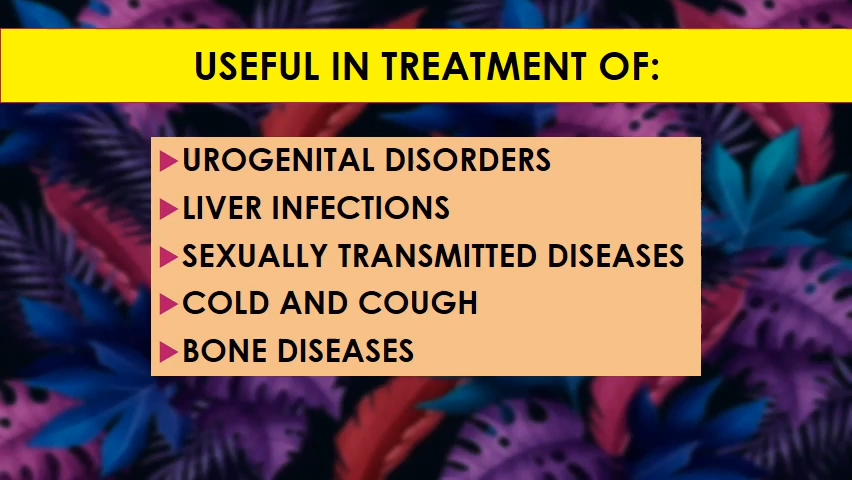 USEFUL IN TREATMENT OF:
UROGENITAL DISORDERS
LIVER INFECTIONS
SEXUALLY TRANSMITTED DISEASES
COLD AND COUGH
BONE DISEASES